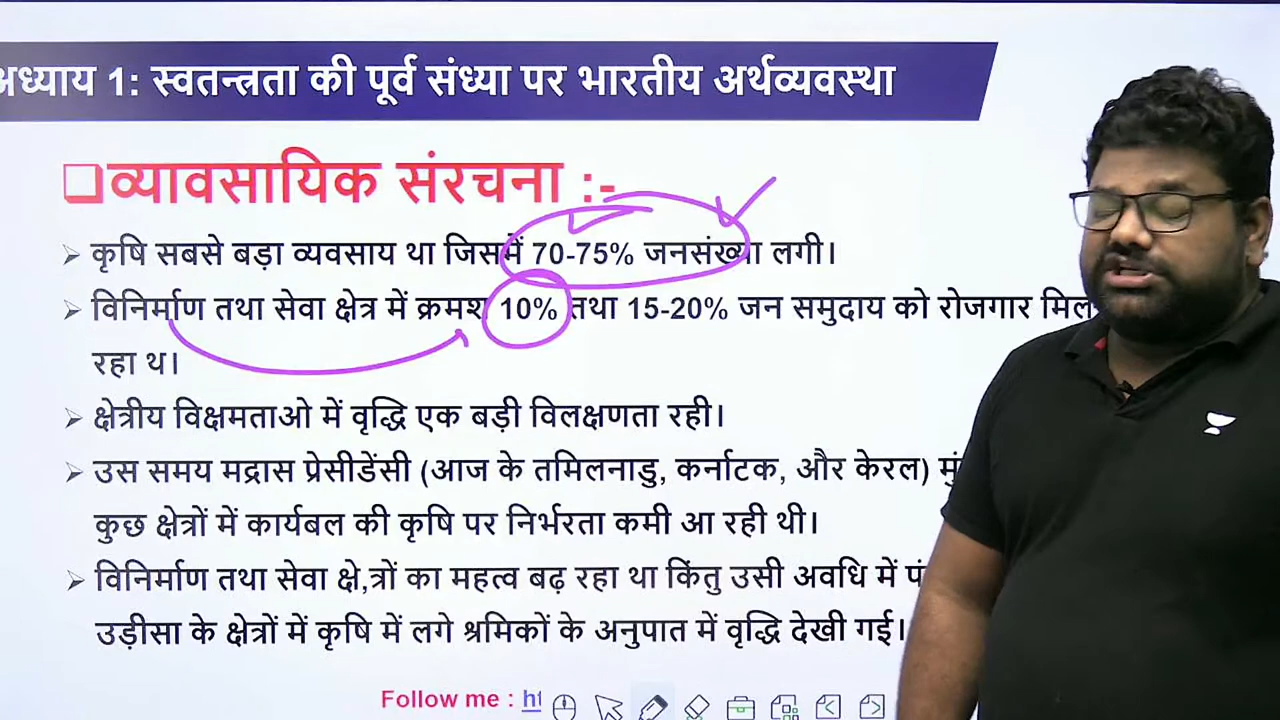 अध्याय 1: स्वतन्त्रता की पूर्व संध्या पर भारतीय अर्थव्यवस्था
व्यावसायिक संरचना :-
कृषि सबसे बड़ा व्यवसाय था जिसमें 70-75% जनसंख्या लगी।
विनिर्माण तथा सेवा क्षेत्र में क्रमश 10% तथा 15-20% जन समुदाय को रोजगार मिल
रहा थ।
क्षेत्रीय विक्षमताओ में वृद्धि एक बड़ी विलक्षणता रही।
उस समय मद्रास प्रेसीडेंसी (आज के तमिलनाडु, कर्नाटक, और केरल)
कुछ क्षेत्रों में कार्यबल की कृषि पर निर्भरता कमी आ रही थी।
विनिर्माण तथा सेवा क्षे,त्रों का महत्व बढ़ रहा था किंतु उसी अवधि में
उड़ीसा के क्षेत्रों में कृषि में लगे श्रमिकों के अनुपात में वृद्धि देखी गई।
Follow me :